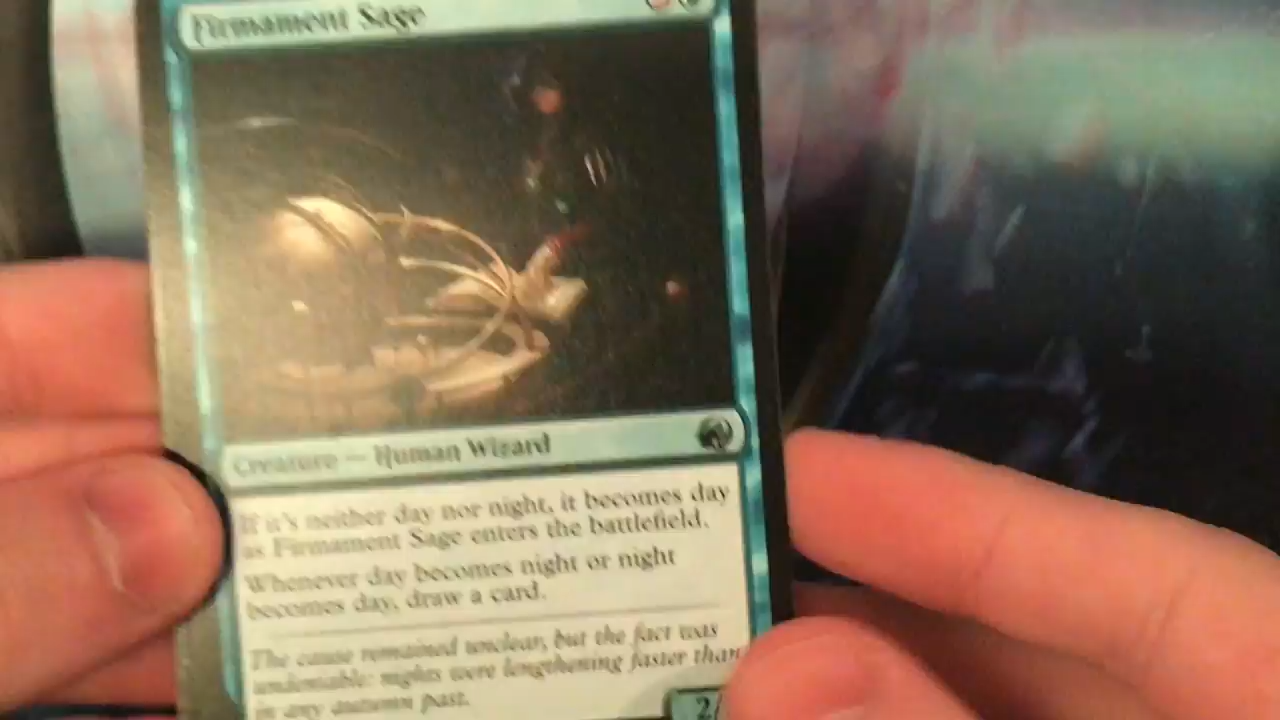 Firmament Sage
Creature — Human Wizard
If it's neither day nor night, it becomes day
as Firmament Sage enters the battlefield.
Whenever day becomes night or night
becomes day, draw a card.
The cause remained unclear, but the fact was
undeniable: nights were lengthening faster than
in any autumn past.
2/